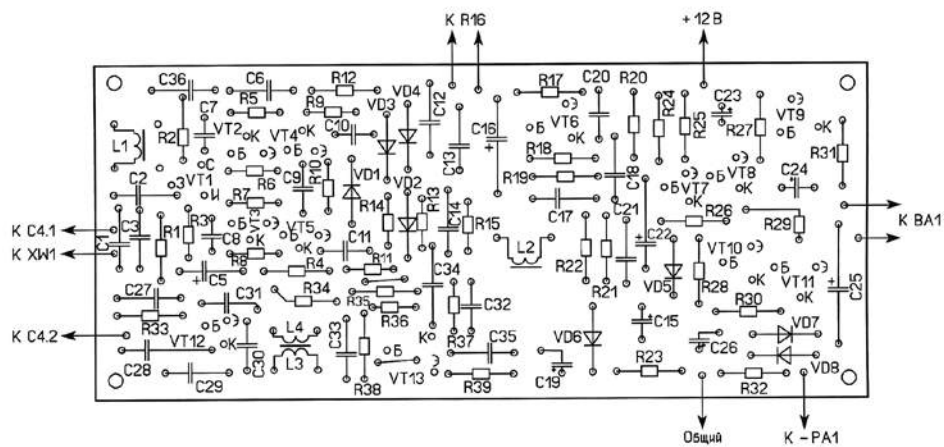 К R16
+12 В
C36
C6
R12
C12
R17
C20
R20
R24
R25
C23
VT9
Б
К
Э
R5
R9
VD3
VD4
C7
R2
VT2
К
VT4
К
C10
C13
C16
VT6
Б
К
Э
R27
R31
L1
Б
Э
Б
Э
R18
C18
VT8
С
R6
C9
R10
VD1
VD2
R19
VT7
Б
Э
Э
К
К
C24
C2
З
VT1
И
R7
R14
R13
C17
C21
К С4.1
C1
C3
R1
R3
C8
VT3
Б
Э
К
VT5
Б
Э
К
C14
R15
R26
R29
К ВА1
К XW1
R8
C11
L2
R22
R21
C22
VT10
Б
Э
К
C5
R4
R11
C34
VD5
R28
VT11
Б
Э
К
C25
C27
C31
R34
R35
R36
C32
R37
C15
R30
R33
К С4.2
VT12
Б
Э
К
C30
L4
L3
C33
R38
Б
К
Э
VT13
C35
VD6
C26
VD7
VD8
C28
C29
R39
C19
R23
R32
Общий
К – РА1